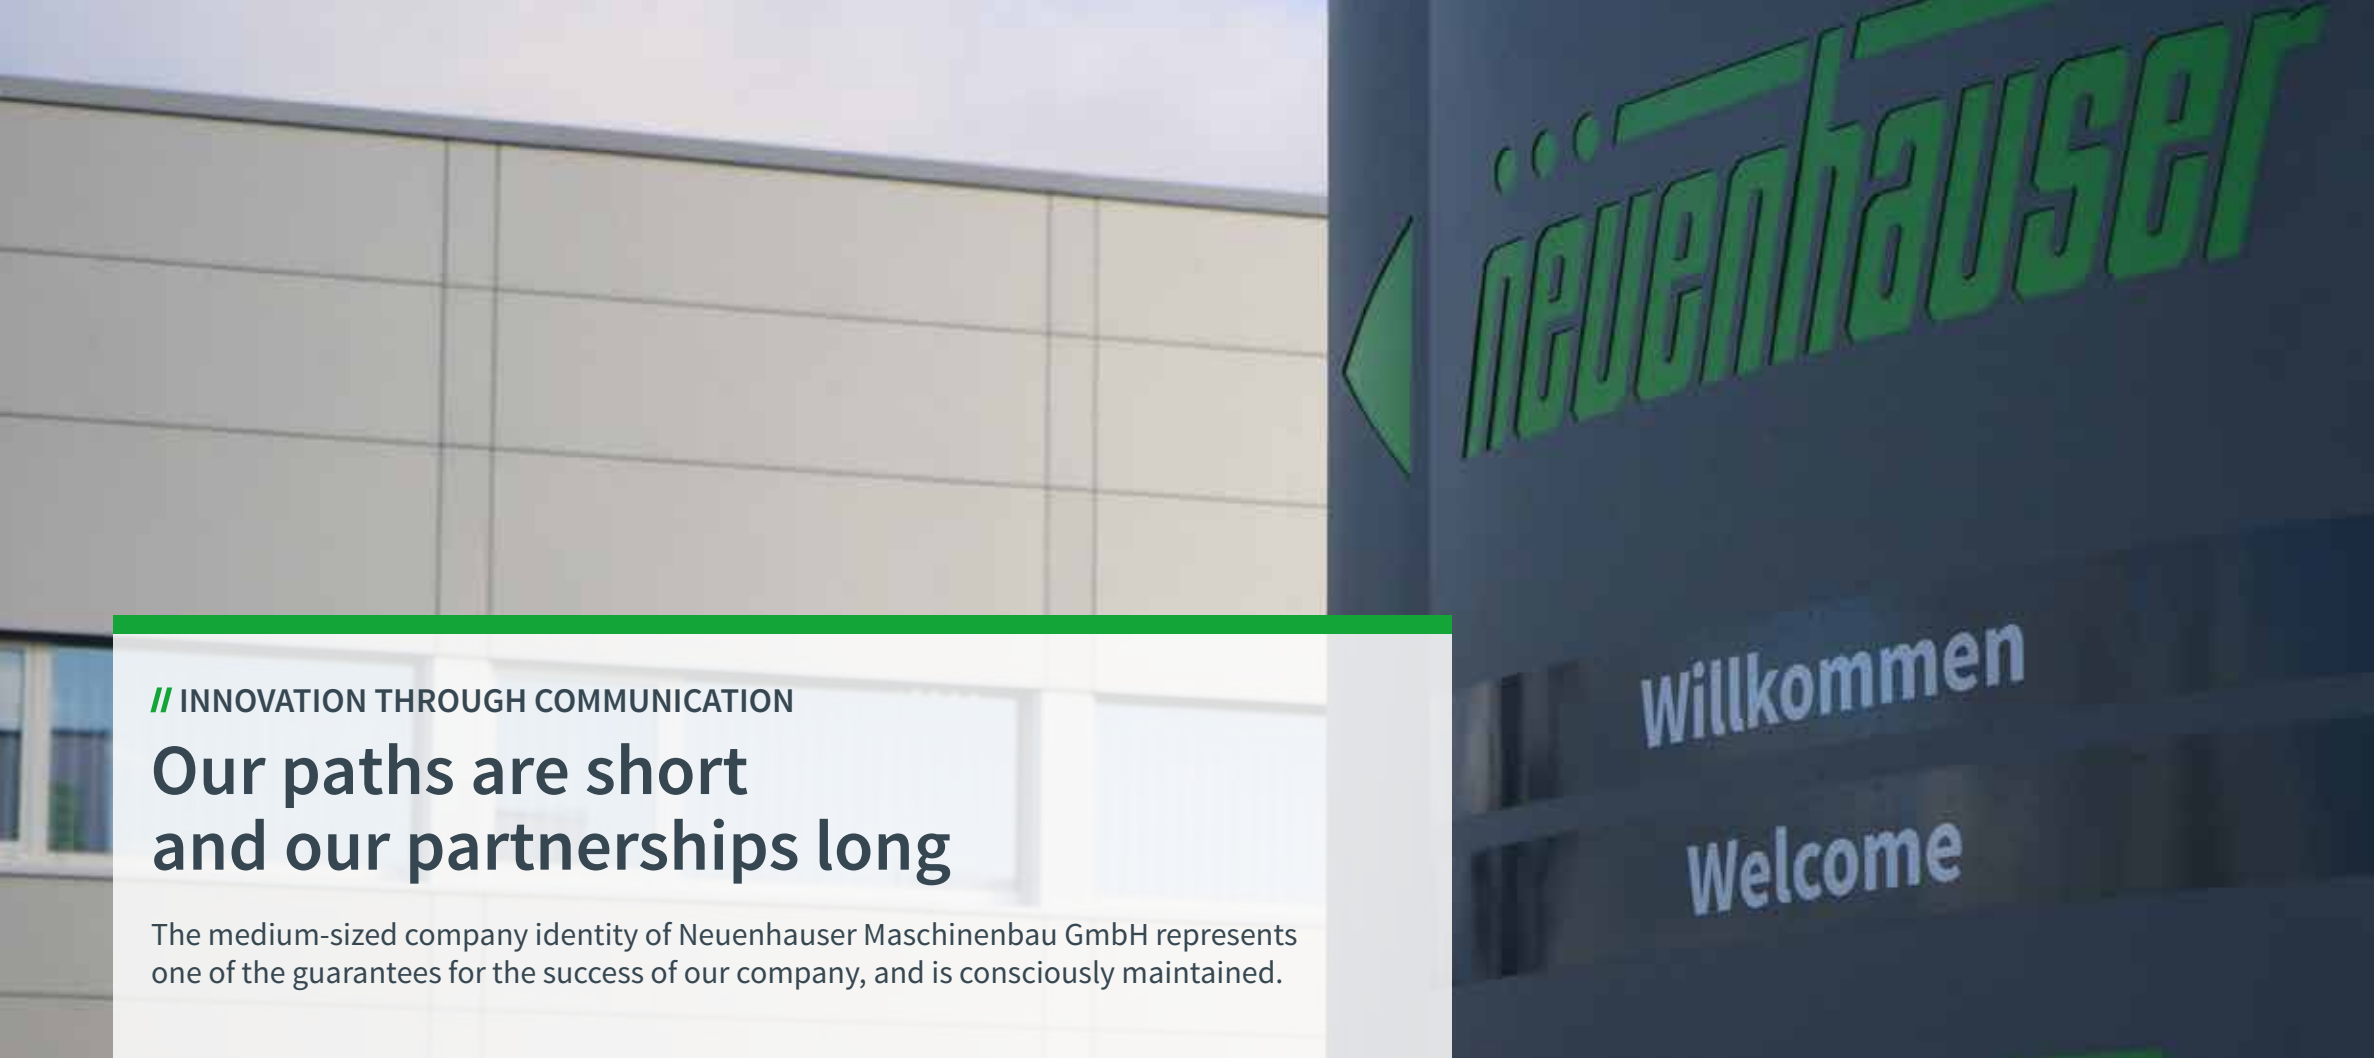 neuenhauser
Willkommen
Welcome
// INNOVATION THROUGH COMMUNICATION
Our paths are short
and our partnerships long
The medium-sized company identity of Neuenhauser Maschinenbau GmbH represents
one of the guarantees for the success of our company, and is consciously maintained.